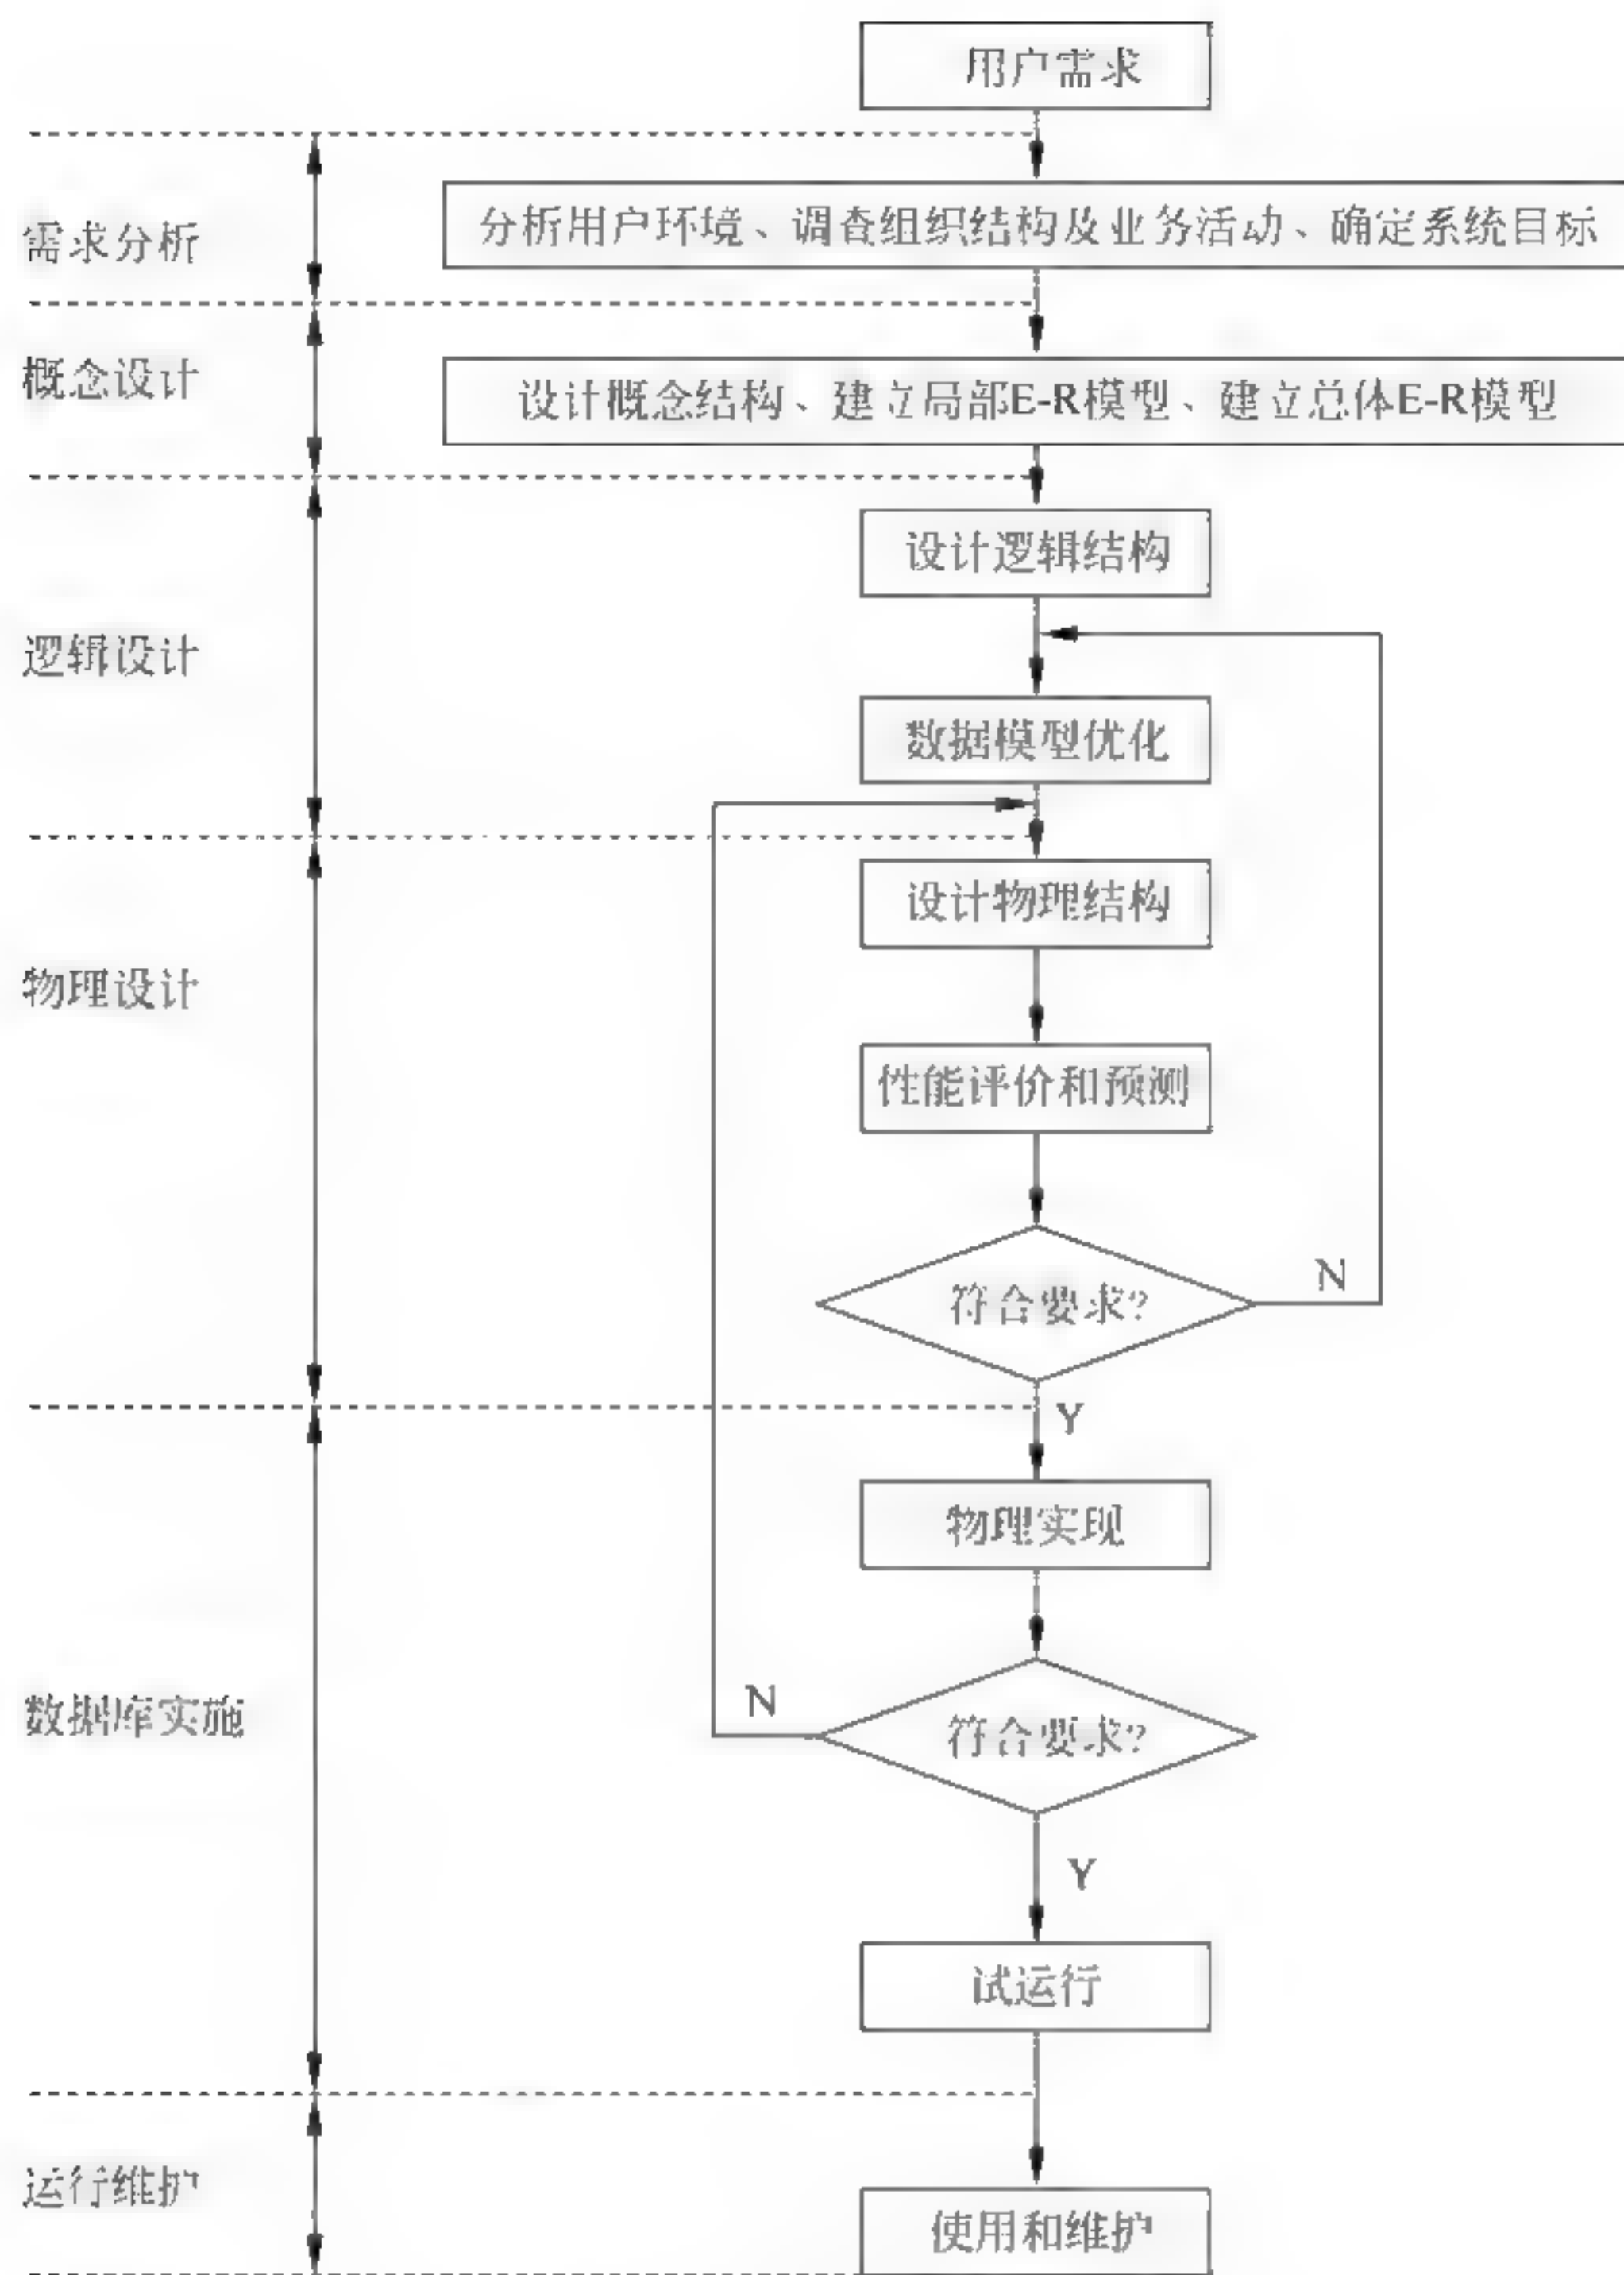 用户需求
需求分析
分析用户环境、调查组织结构及业务活动、确定系统目标
概念设计
设计概念结构、建立局部E-R模型、建立总体E-R模型
设计逻辑结构
逻辑设计
数据模型优化
设计物理结构
物理设计
性能评价和预测
符合要求?
N
Y
物理实现
数据库实施
N
符合要求?
Y
试运行
运行维护
使用和维护